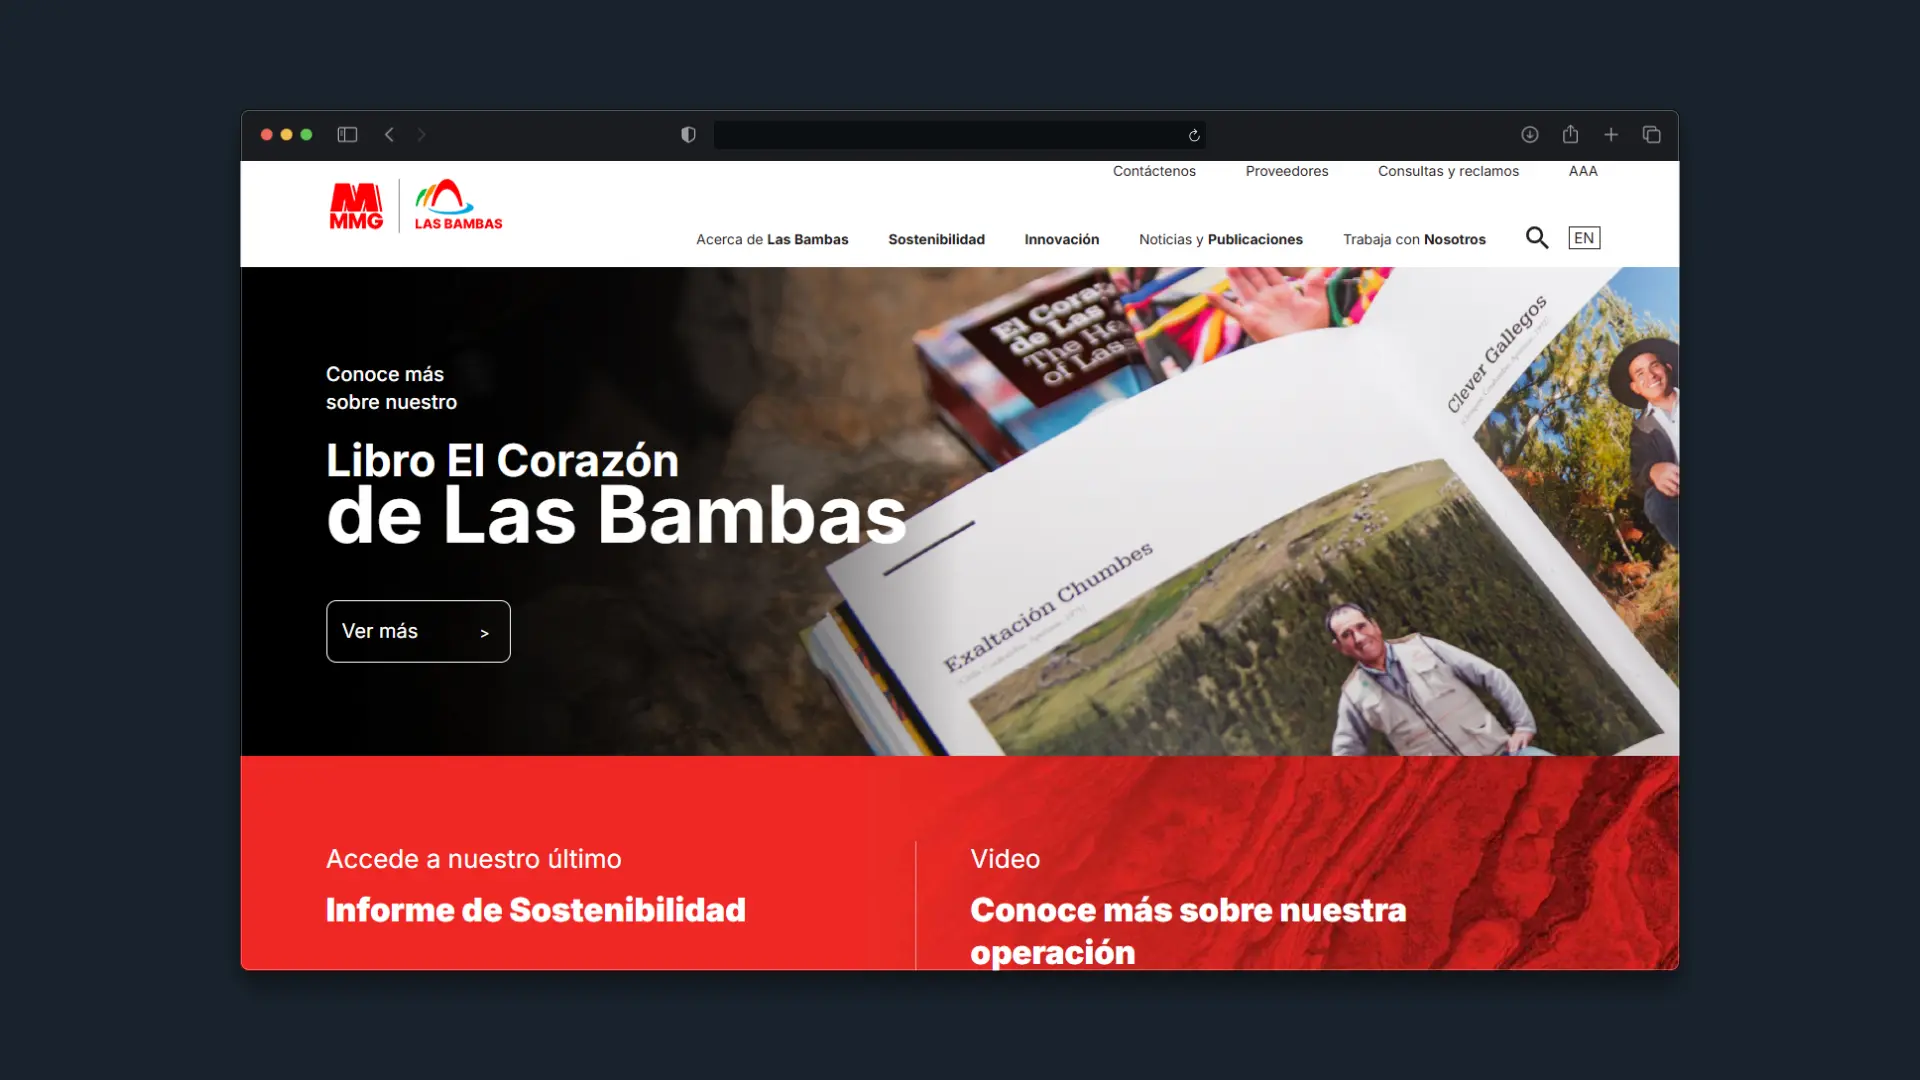 Contáctenos Proveedores Consultas y reclamos AAA
MMG
LAS BAMBAS
Acerca de Las Bambas Sostenibilidad Innovación Noticias y Publicaciones Trabaja con Nosotros EN
Conoce más
sobre nuestro
Libro El Corazón
de Las Bambas
Ver más >
El Cora
de Las
The He
of Las
Clever Gallegos
Exaltación Chumbes
Accede a nuestro último
Informe de Sostenibilidad
Video
Conoce más sobre nuestra
operación